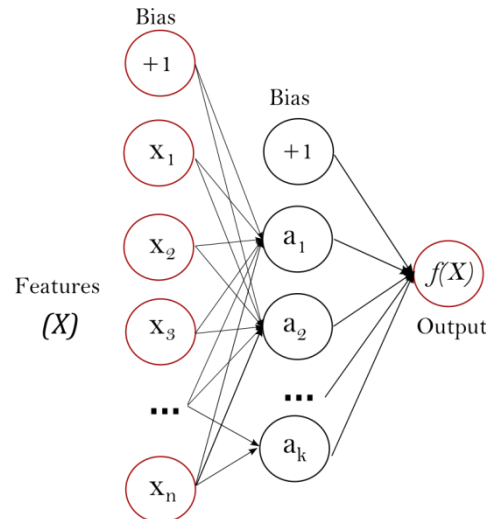 Bias
+1
x₁
x₂
x₃
...
xₙ
Features
(X)
Bias
+1
a₁
a₂
...
aₖ
f(X)
Output